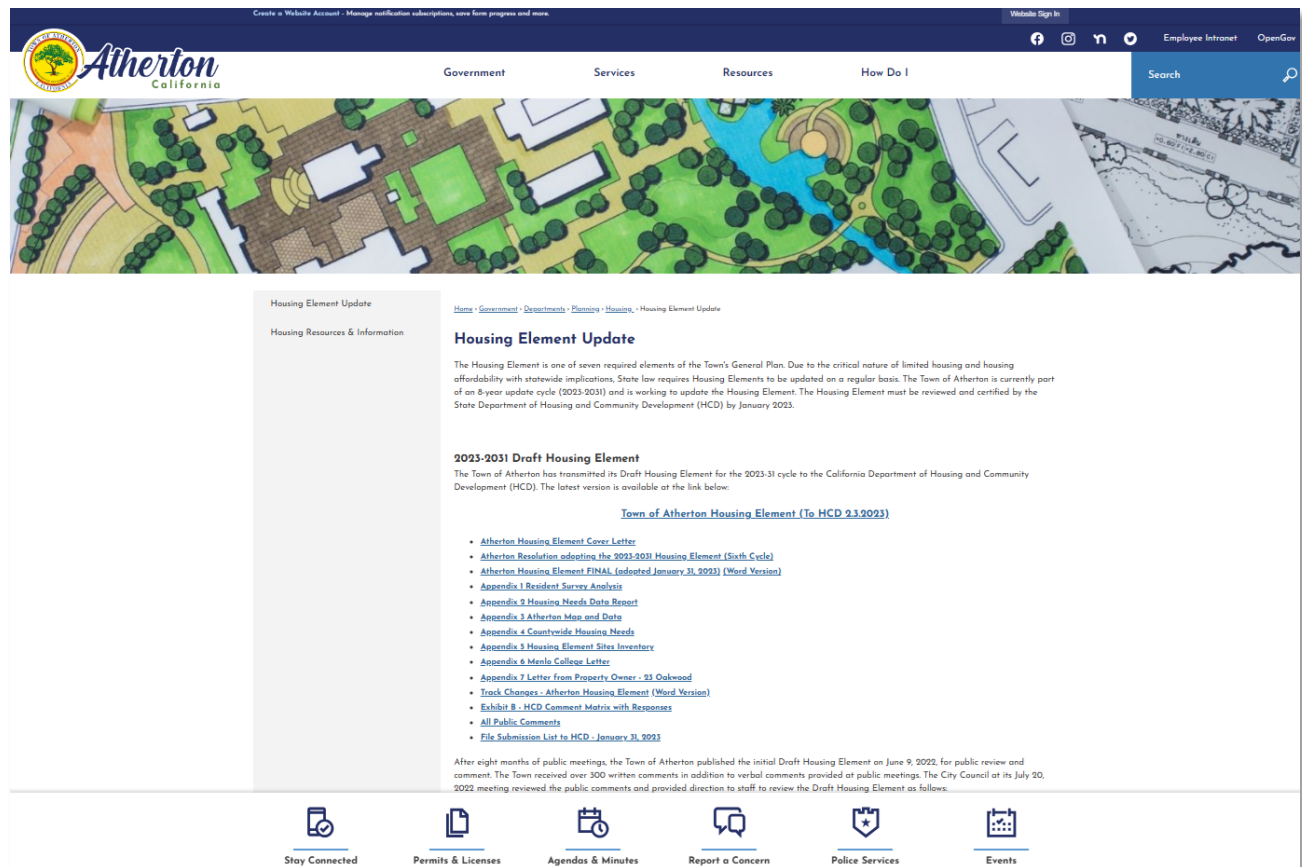 Create a Website Account - Manage notification subscriptions, save form progress and more.
Website Sign In
Employee Intranet
OpenGov
TOWN OF ATHERTON
CALIFORNIA
Atherton
California
Government
Services
Resources
How Do I
Search
Housing Element Update
Housing Resources & Information
Home › Government › Departments › Planning › Housing › Housing Element Update
Housing Element Update
The Housing Element is one of seven required elements of the Town's General Plan. Due to the critical nature of limited housing and housing
affordability with statewide implications, State law requires Housing Elements to be updated on a regular basis. The Town of Atherton is currently part
of an 8-year update cycle (2023-2031) and is working to update the Housing Element. The Housing Element must be reviewed and certified by the
State Department of Housing and Community Development (HCD) by January 2023.
2023-2031 Draft Housing Element
The Town of Atherton has transmitted its Draft Housing Element for the 2023-31 cycle to the California Department of Housing and Community
Development (HCD). The latest version is available at the link below:
Town of Atherton Housing Element (To HCD 2.3.2023)
• Atherton Housing Element Cover Letter
• Atherton Resolution adopting the 2023-2031 Housing Element (Sixth Cycle)
• Atherton Housing Element FINAL (adopted January 31, 2023) (Word Version)
• Appendix 1 Resident Survey Analysis
• Appendix 2 Housing Needs Data Report
• Appendix 3 Atherton Map and Data
• Appendix 4 Countywide Housing Needs
• Appendix 5 Housing Element Sites Inventory
• Appendix 6 Menlo College Letter
• Appendix 7 Letter from Property Owner - 23 Oakwood
• Track Changes - Atherton Housing Element (Word Version)
• Exhibit B - HCD Comment Matrix with Responses
• All Public Comments
• File Submission List to HCD - January 31, 2023
After eight months of public meetings, the Town of Atherton published the initial Draft Housing Element on June 9, 2022, for public review and
comment. The Town received over 300 written comments in addition to verbal comments provided at public meetings. The City Council at its July 20,
2022 meeting reviewed the public comments and provided direction to staff to review the Draft Housing Element as follows:
Stay Connected
Permits & Licenses
Agendas & Minutes
Report a Concern
Police Services
Events